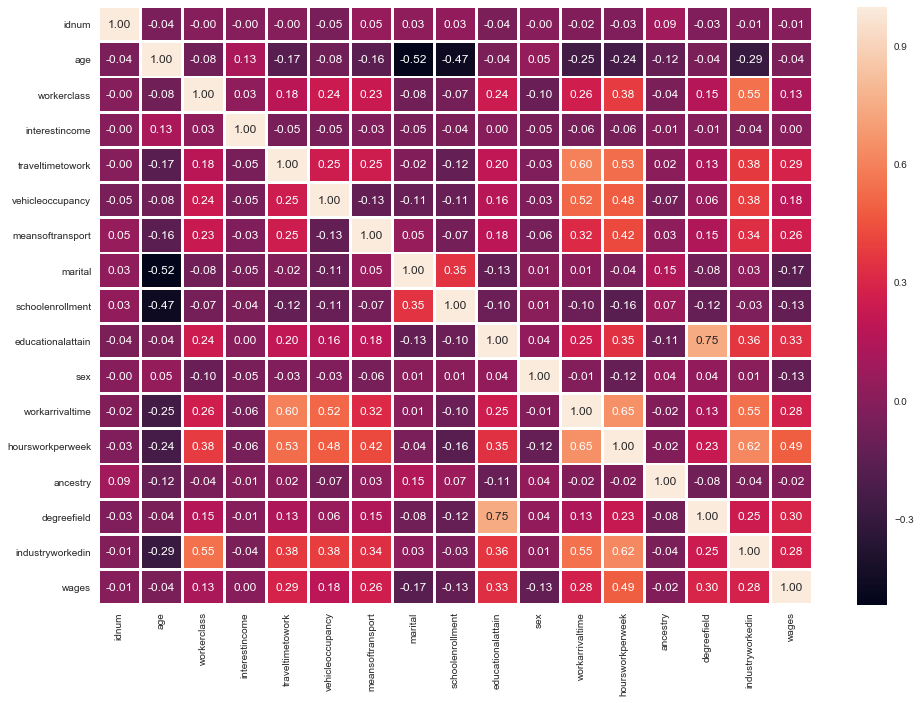 idnum 1.00 -0.04 -0.00 -0.00 -0.00 -0.05 0.05 0.03 0.03 -0.04 -0.00 -0.02 -0.03 0.09 -0.03 -0.01 -0.01
0.9
age -0.04 1.00 -0.08 0.13 -0.17 -0.08 -0.16 -0.52 -0.47 -0.04 0.05 -0.25 -0.24 -0.12 -0.04 -0.29 -0.04
workerclass -0.00 -0.08 1.00 0.03 0.18 0.24 0.23 -0.08 -0.07 0.24 -0.10 0.26 0.38 -0.04 0.15 0.55 0.13
interestincome -0.00 0.13 0.03 1.00 -0.05 -0.05 -0.03 -0.05 -0.04 0.00 -0.05 -0.06 -0.06 -0.01 -0.01 -0.04 0.00
0.6
traveltimetowork -0.00 -0.17 0.18 -0.05 1.00 0.25 0.25 -0.02 -0.12 0.20 -0.03 0.60 0.53 0.02 0.13 0.38 0.29
vehicleoccupancy -0.05 -0.08 0.24 -0.05 0.25 1.00 -0.13 -0.11 -0.11 0.16 -0.03 0.52 0.48 -0.07 0.06 0.38 0.18
meansoftransport 0.05 -0.16 0.23 -0.03 0.25 -0.13 1.00 0.05 -0.07 0.18 -0.06 0.32 0.42 0.03 0.15 0.34 0.26
marital 0.03 -0.52 -0.08 -0.05 -0.02 -0.11 0.05 1.00 0.35 -0.13 0.01 0.01 -0.04 0.15 -0.08 0.03 -0.17
0.3
schoolenrollment 0.03 -0.47 -0.07 -0.04 -0.12 -0.11 -0.07 0.35 1.00 -0.10 0.01 -0.10 -0.16 0.07 -0.12 -0.03 -0.13
educationalattain -0.04 -0.04 0.24 0.00 0.20 0.16 0.18 -0.13 -0.10 1.00 0.04 0.25 0.35 -0.11 0.75 0.36 0.33
sex -0.00 0.05 -0.10 -0.05 -0.03 -0.03 -0.06 0.01 0.01 0.04 1.00 -0.01 -0.12 0.04 0.04 0.01 -0.13
0.0
workarrivaltime -0.02 -0.25 0.26 -0.06 0.60 0.52 0.32 0.01 -0.10 0.25 -0.01 1.00 0.65 -0.02 0.13 0.55 0.28
hoursworkperweek -0.03 -0.24 0.38 -0.06 0.53 0.48 0.42 -0.04 -0.16 0.35 -0.12 0.65 1.00 -0.02 0.23 0.62 0.49
ancestry 0.09 -0.12 -0.04 -0.01 0.02 -0.07 0.03 0.15 0.07 -0.11 0.04 -0.02 -0.02 1.00 -0.08 -0.04 -0.02
degreefield -0.03 -0.04 0.15 -0.01 0.13 0.06 0.15 -0.08 -0.12 0.75 0.04 0.13 0.23 -0.08 1.00 0.25 0.30
−0.3
industryworkedin -0.01 -0.29 0.55 -0.04 0.38 0.38 0.34 0.03 -0.03 0.36 0.01 0.55 0.62 -0.04 0.25 1.00 0.28
wages -0.01 -0.04 0.13 0.00 0.29 0.18 0.26 -0.17 -0.13 0.33 -0.13 0.28 0.49 -0.02 0.30 0.28 1.00
idnum
age
workerclass
interestincome
traveltimetowork
vehicleoccupancy
meansoftransport
marital
schoolenrollment
educationalattain
sex
workarrivaltime
hoursworkperweek
ancestry
degreefield
industryworkedin
wages